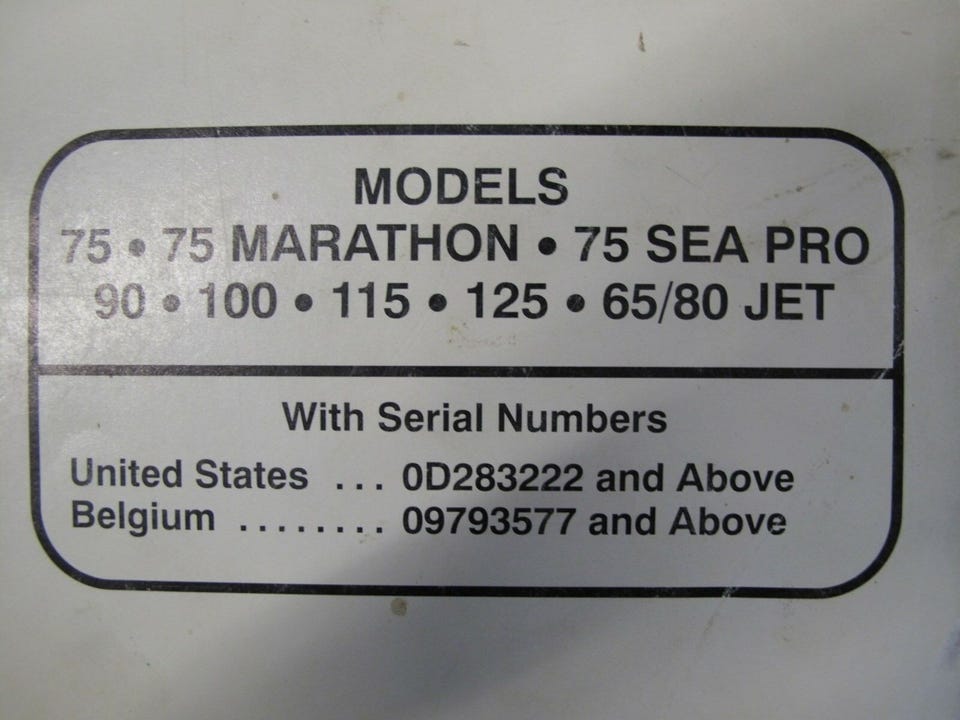 MODELS
75 • 75 MARATHON • 75 SEA PRO
90 • 100 • 115 • 125 • 65/80 JET
With Serial Numbers
United States ... 0D283222 and Above
Belgium ........ 09793577 and Above